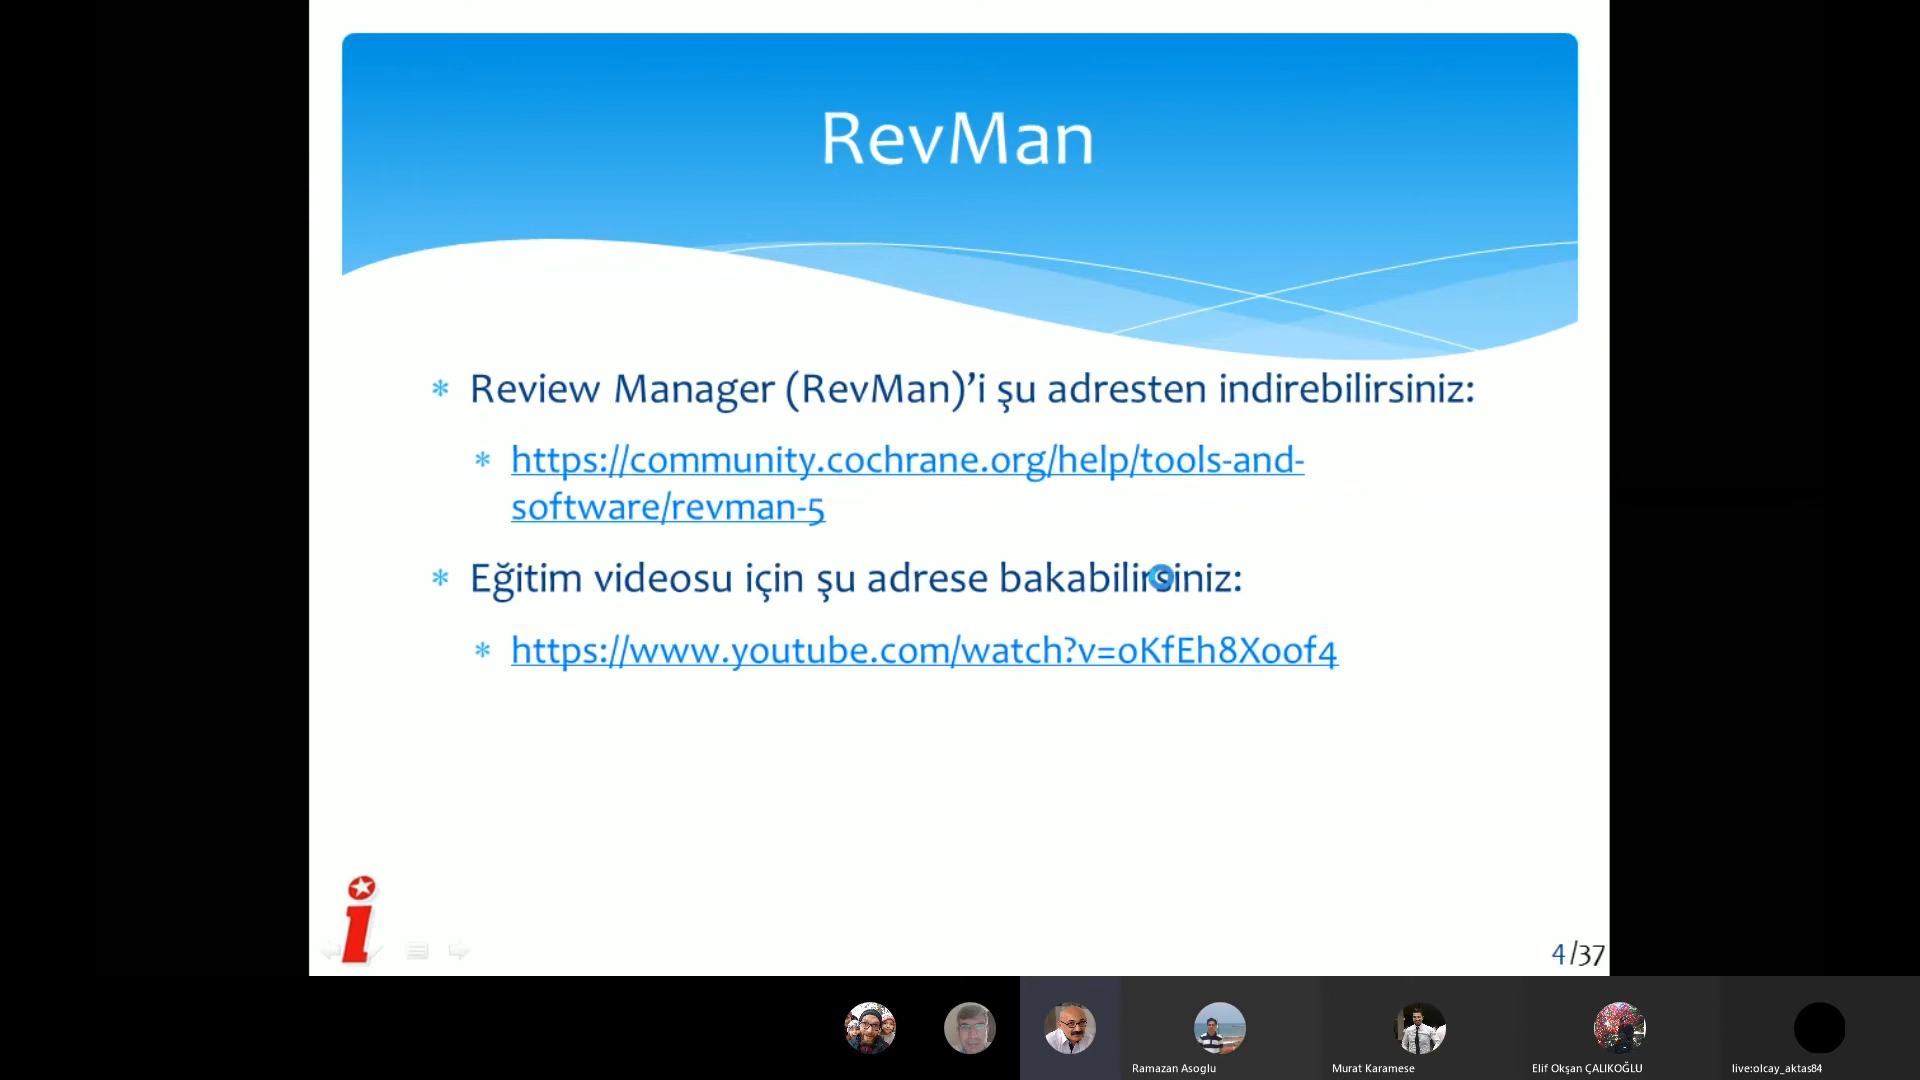 RevMan
* Review Manager (RevMan)’i şu adresten indirebilirsiniz:
* https://community.cochrane.org/help/tools-and-
software/revman-5
* Eğitim videosu için şu adrese bakabilirsiniz:
* https://www.youtube.com/watch?v=oKfEh8Xoof4
i
4/37
Ramazan Asoglu
Murat Karamese
Elif Okşan ÇALIKOĞLU
live:olcay_aktas84